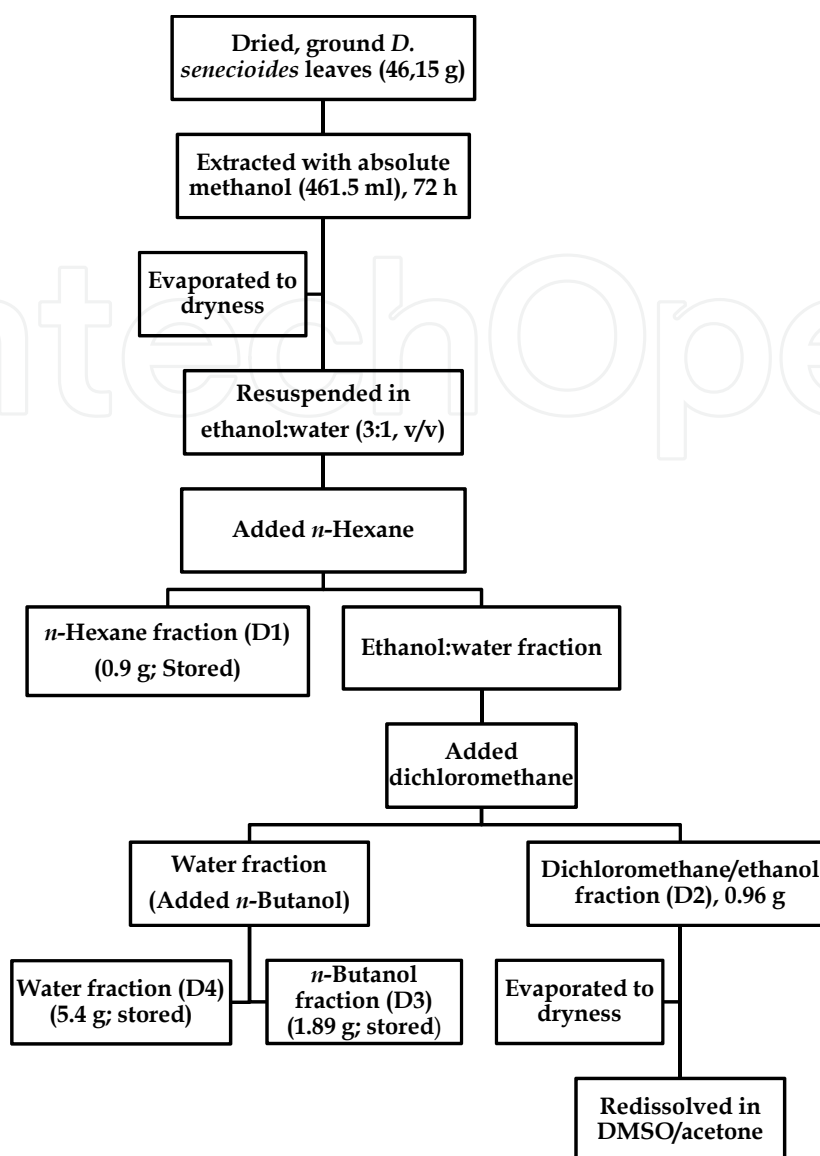 Dried, ground D.
senecioides leaves (46,15 g)
Extracted with absolute
methanol (461.5 ml), 72 h
Evaporated to
dryness
Resuspended in
ethanol:water (3:1, v/v)
Added n-Hexane
n-Hexane fraction (D1)
(0.9 g; Stored)
Ethanol:water fraction
Added
dichloromethane
Water fraction
(Added n-Butanol)
Dichloromethane/ethanol
fraction (D2), 0.96 g
Water fraction (D4)
(5.4 g; stored)
n-Butanol
fraction (D3)
(1.89 g; stored)
Evaporated to
dryness
Redissolved in
DMSO/acetone
ntechOpe